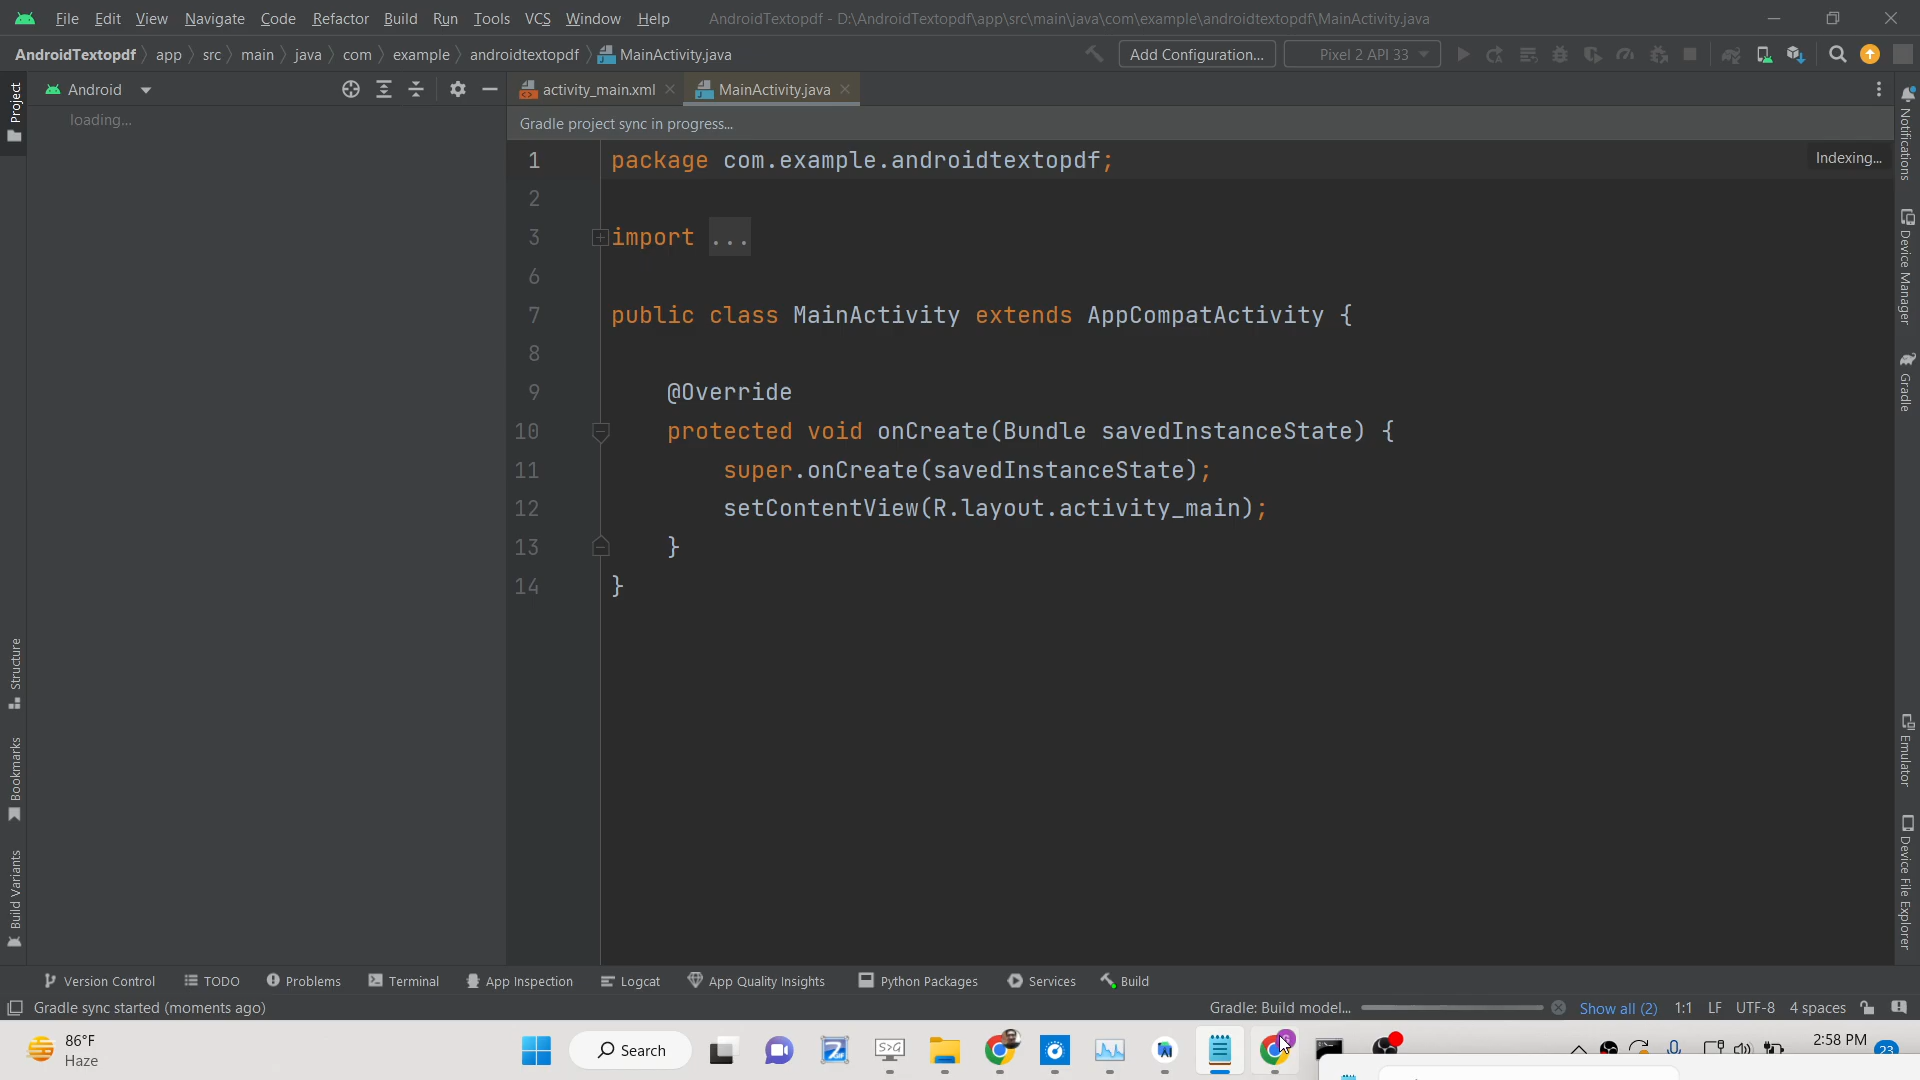 File Edit View Navigate Code Refactor Build Run Tools VCS Window Help AndroidTextopdf - D:\AndroidTextopdf\app\src\main\java\com\example\androidtextopdf\MainActivity.java
AndroidTextopdf app src main java com example androidtextopdf MainActivity.java Add Configuration... Pixel 2 API 33
Project Android activity_main.xml MainActivity.java
loading...
Gradle project sync in progress...
Notifications
1 package com.example.androidtextopdf;
Indexing...
2
3 import ...
Device Manager
6
7 public class MainActivity extends AppCompatActivity {
8
Gradle
9 @Override
10 protected void onCreate(Bundle savedInstanceState) {
11 super.onCreate(savedInstanceState);
12 setContentView(R.layout.activity_main);
13 }
14 }
Structure
Bookmarks
Build Variants
Emulator
Device File Explorer
Version Control TODO Problems Terminal App Inspection Logcat App Quality Insights Python Packages Services Build
Gradle sync started (moments ago) Gradle: Build model... Show all (2) 1:1 LF UTF-8 4 spaces
86°F
Haze
Search
S>G
2:58 PM
23